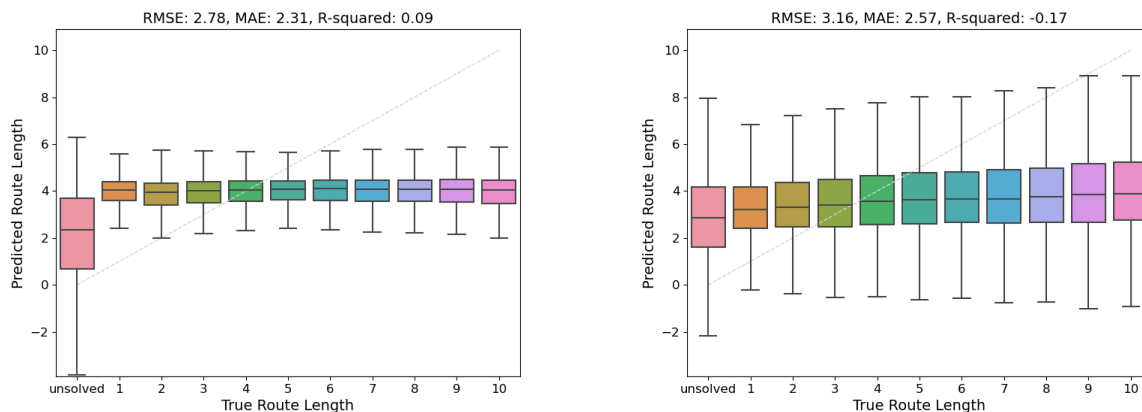 RMSE: 2.78, MAE: 2.31, R-squared: 0.09
Predicted Route Length
10
8
6
4
2
0
−2
unsolved 1 2 3 4 5 6 7 8 9 10
True Route Length
RMSE: 3.16, MAE: 2.57, R-squared: -0.17
Predicted Route Length
10
8
6
4
2
0
−2
unsolved 1 2 3 4 5 6 7 8 9 10
True Route Length